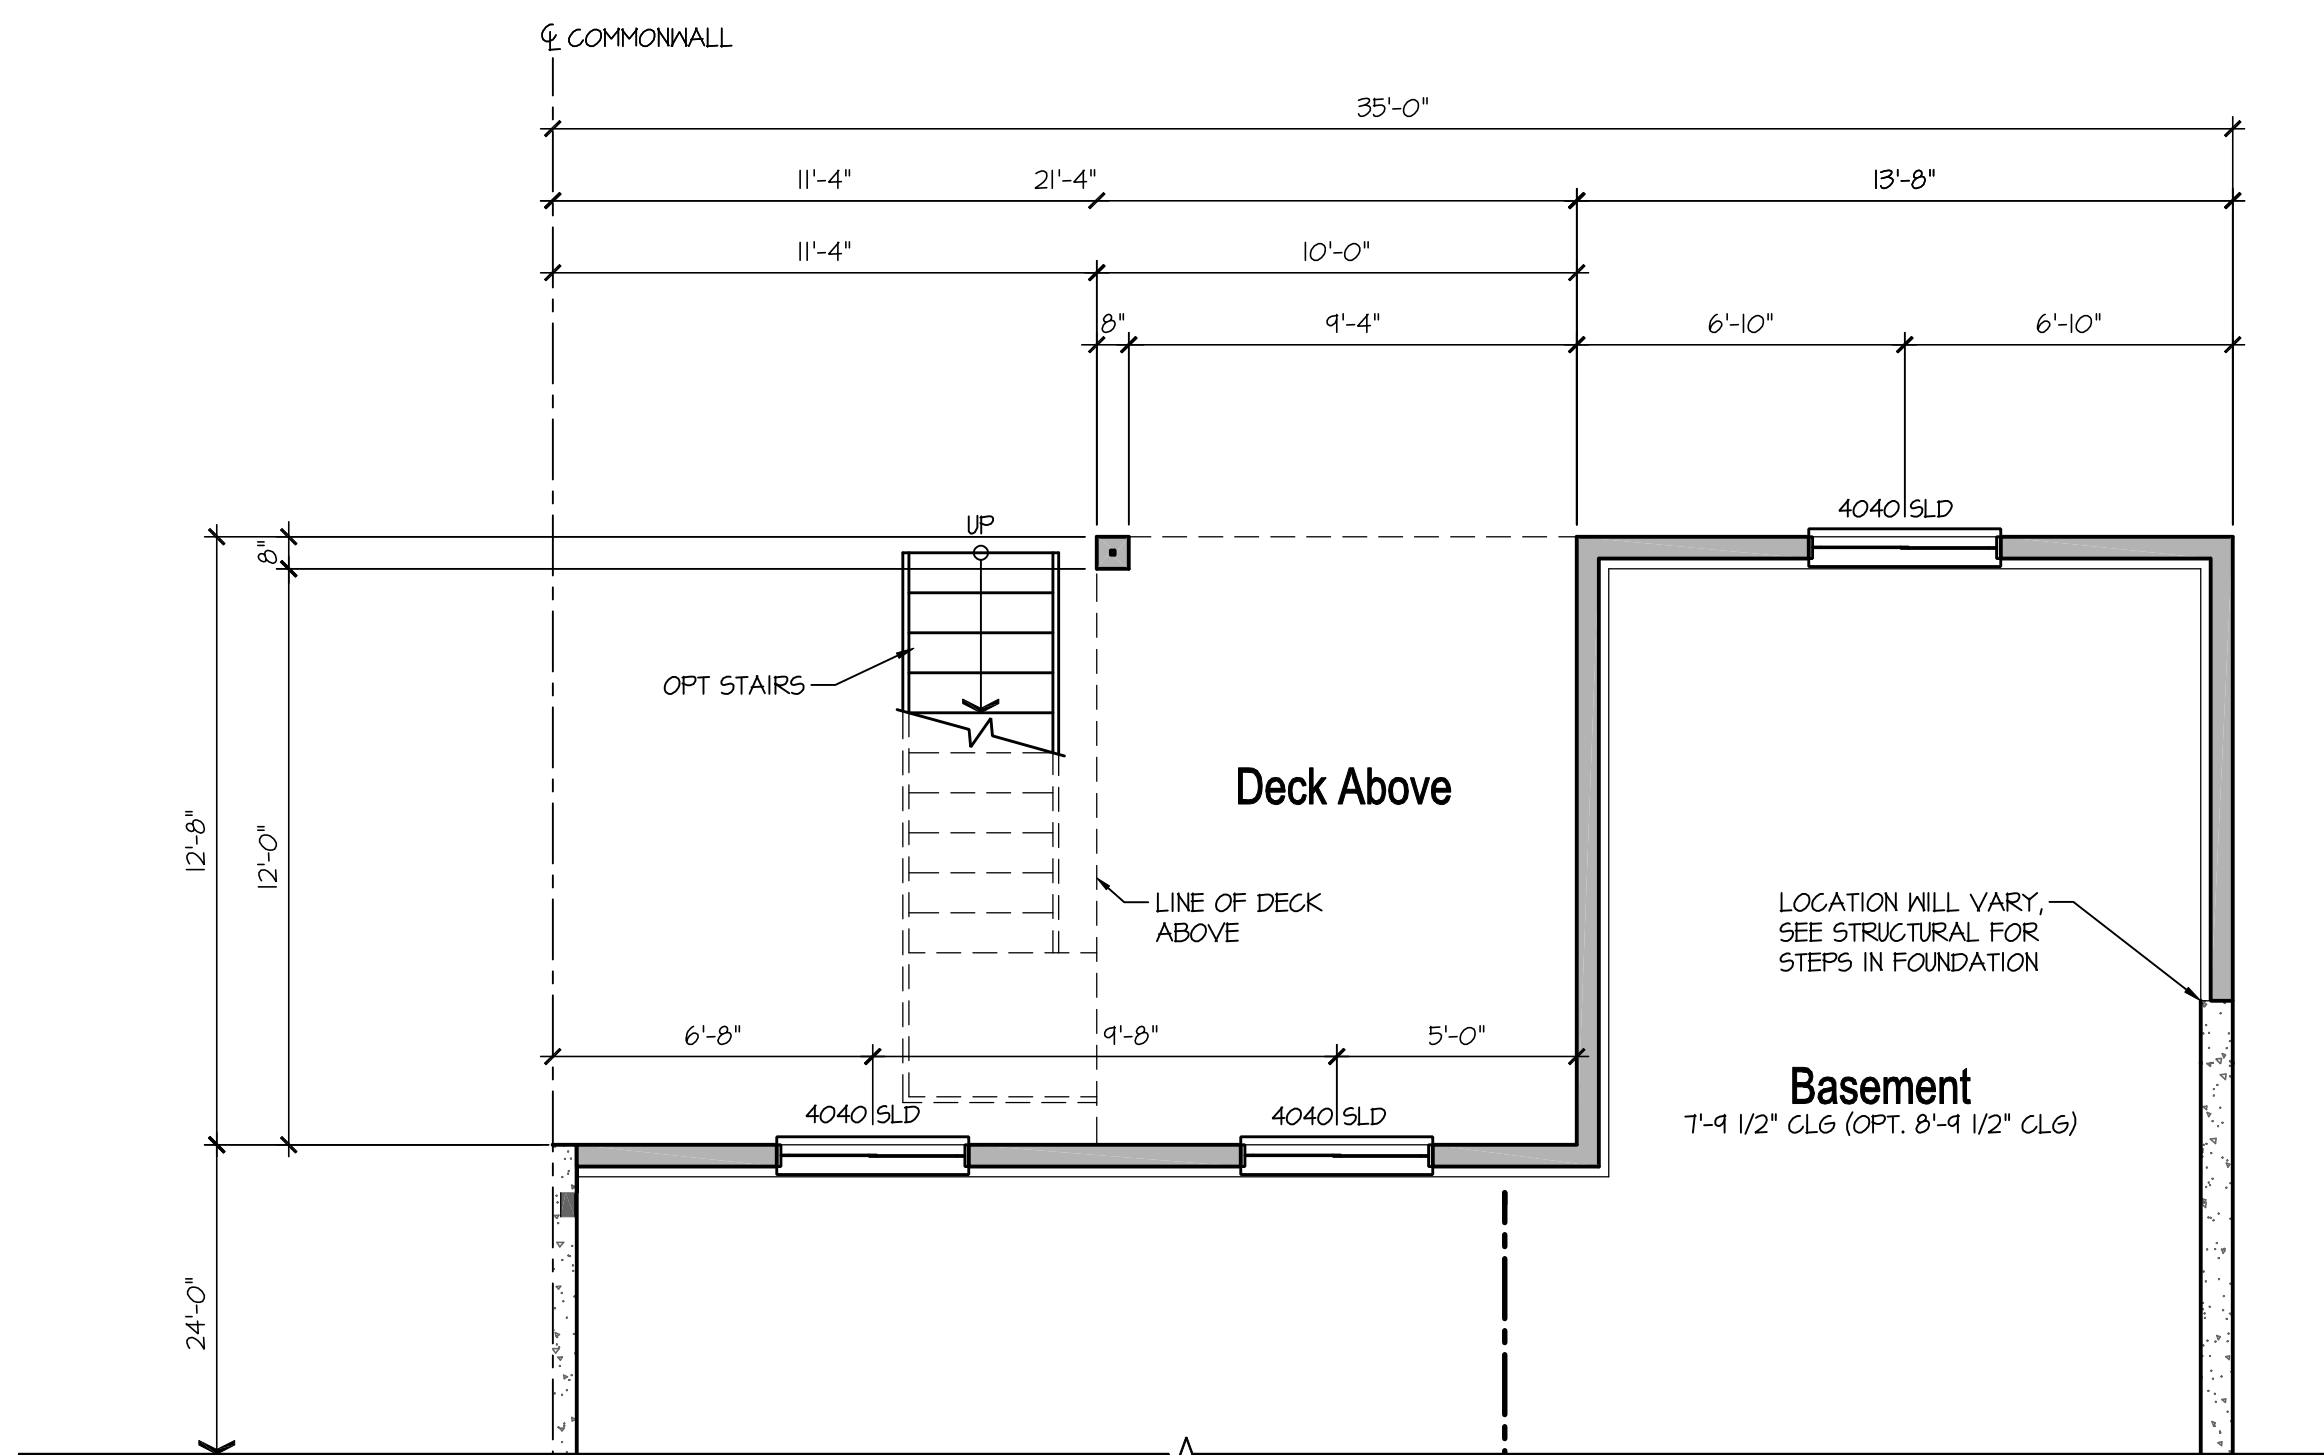 ℄ COMMONWALL
35'-0"
11'-4" 21'-4" 13'-8"
11'-4" 10'-0"
8" 9'-4" 6'-10" 6'-10"
4040 SLD
UP
8"
OPT STAIRS
Deck Above
12'-8"
12'-0"
LINE OF DECK
ABOVE
LOCATION WILL VARY,
SEE STRUCTURAL FOR
STEPS IN FOUNDATION
6'-8" 9'-8" 5'-0"
Basement
7'-9 1/2" CLG (OPT. 8'-9 1/2" CLG)
4040 SLD 4040 SLD
24'-0"